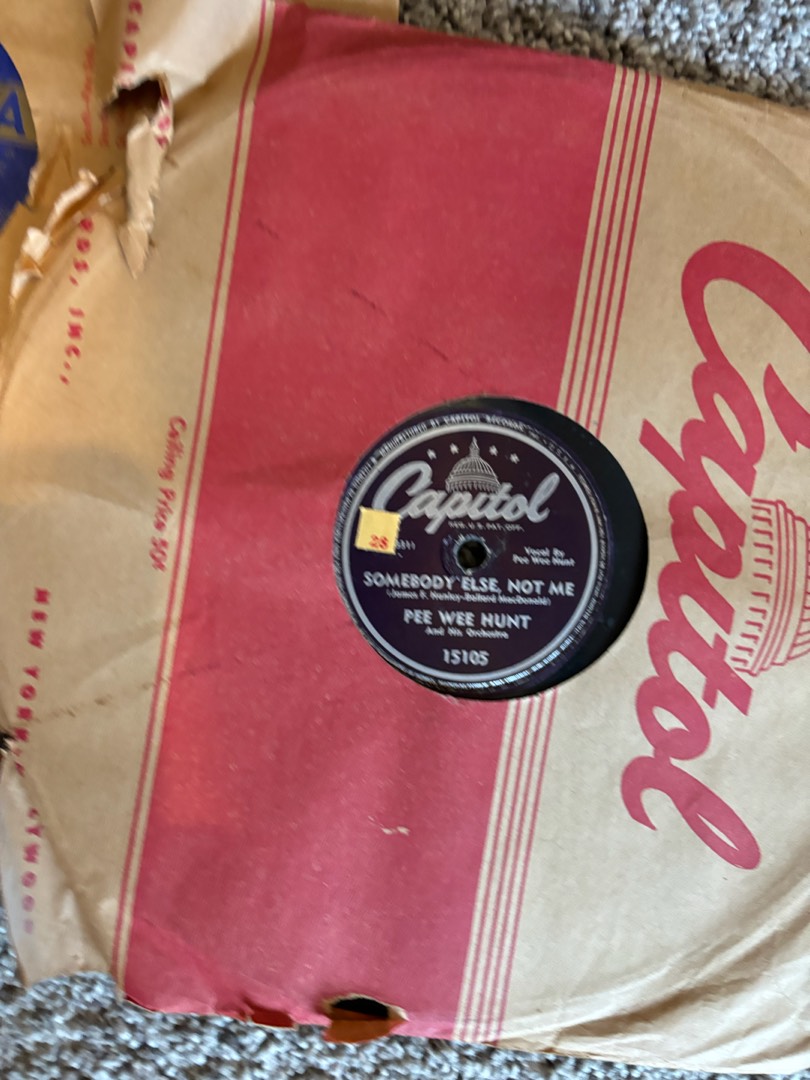 Capitol
REG. U.S. PAT. OFF.
28
Vocal By
Pee Wee Hunt
SOMEBODY ELSE, NOT ME
(James F. Hanley-Ballard MacDonald)
PEE WEE HUNT
And His Orchestra
15105
Capitol
Ceiling Price 50¢
NEW YORK
INC.,
A